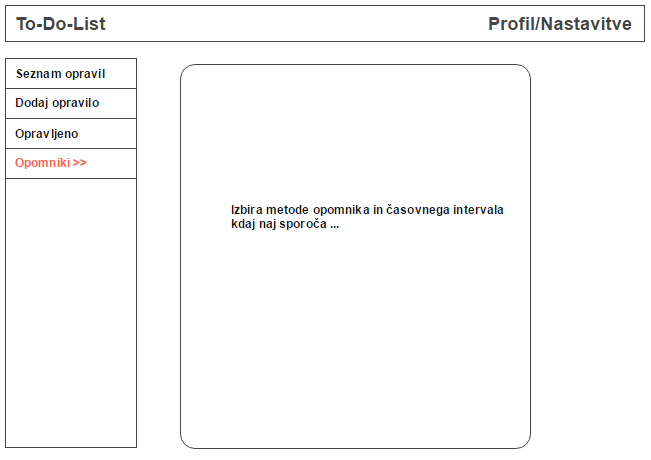 To-Do-List
Profil/Nastavitve
Seznam opravil
Dodaj opravilo
Opravljeno
Opomniki >>
Izbira metode opomnika in časovnega intervala
kdaj naj sporoča ...